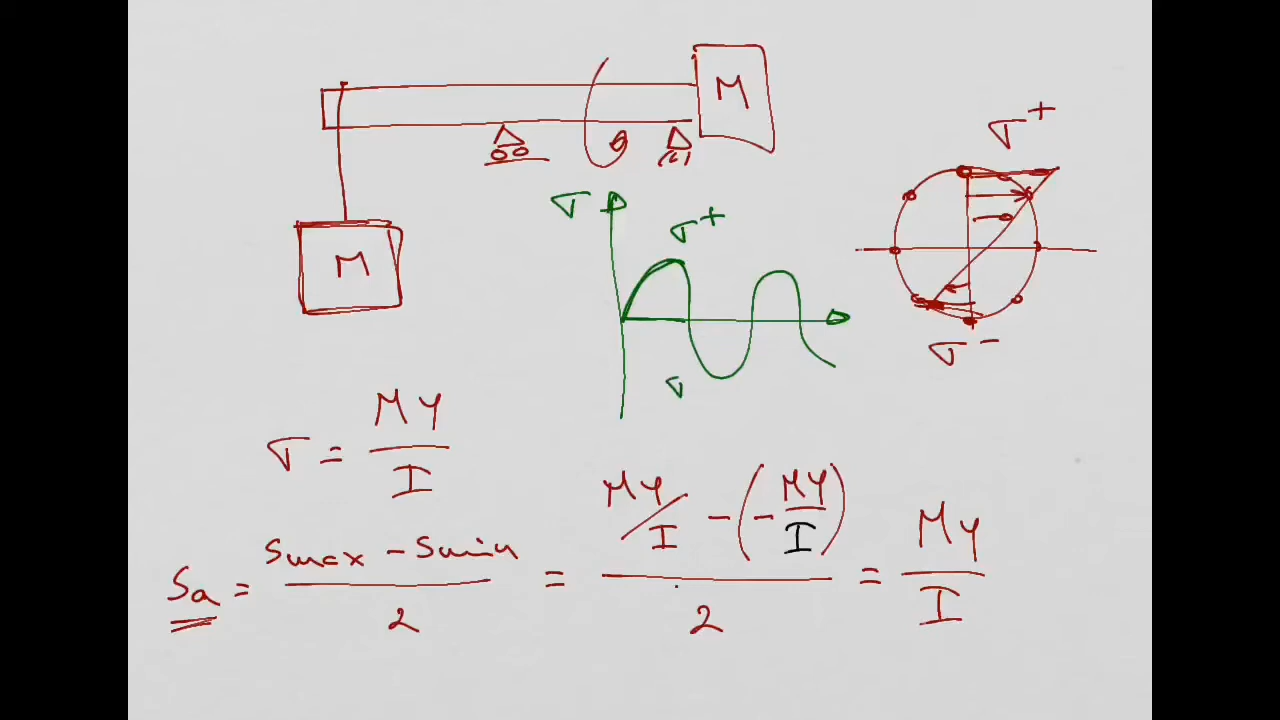 M
σ⁺
σ
σ⁺
M
σ⁻
σ
σ = MY/I
Sa = (Smax - Smin)/2 = (MY/I - (-MY/I))/2 = MY/I